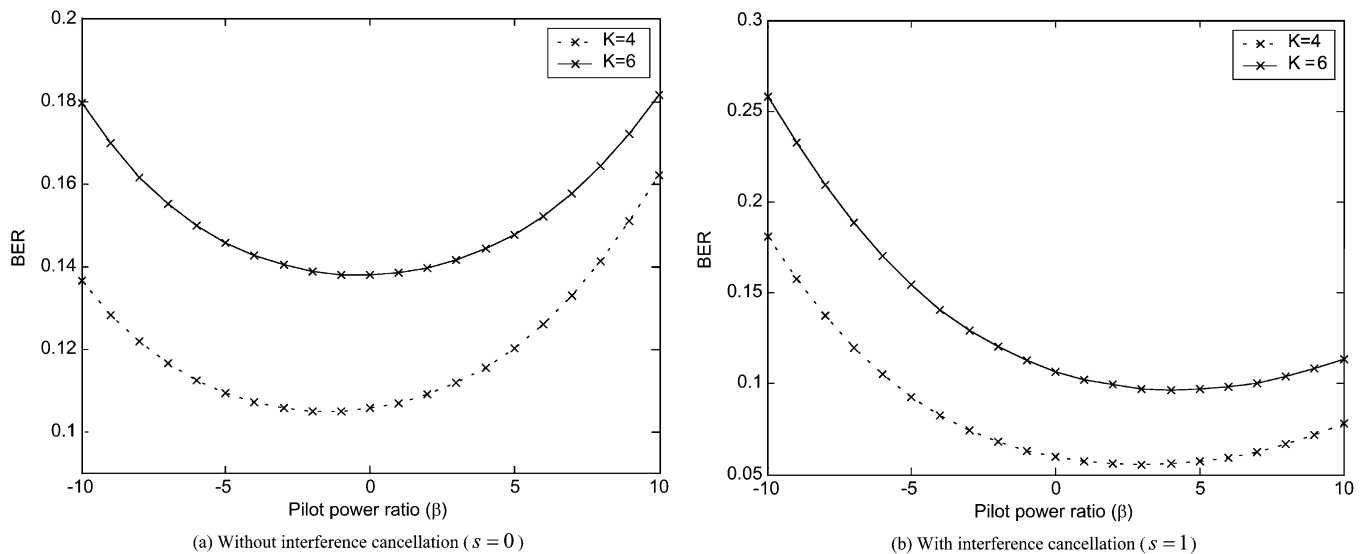 0.2
0.18
0.16
0.14
0.12
0.1
BER
-10
-5
0
5
10
Pilot power ratio (β)
K=4
K=6
(a) Without interference cancellation ( s = 0 )
0.3
0.25
0.2
0.15
0.1
0.05
BER
-10
-5
0
5
10
Pilot power ratio (β)
K=4
K = 6
(b) With interference cancellation ( s = 1 )